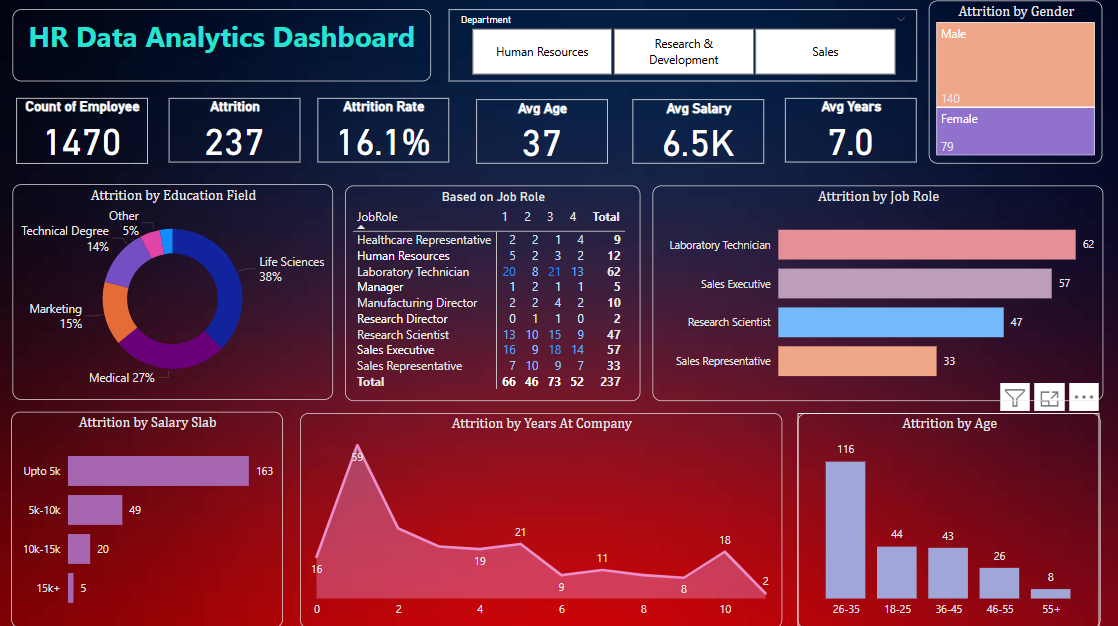 HR Data Analytics Dashboard
Department
Human Resources
Research &
Development
Sales
Attrition by Gender
Male
140
Female
79
Count of Employee
1470
Attrition
237
Attrition Rate
16.1%
Avg Age
37
Avg Salary
6.5K
Avg Years
7.0
Attrition by Education Field
Other
5%
Technical Degree
14%
Life Sciences
38%
Marketing
15%
Medical 27%
Based on Job Role
JobRole 1 2 3 4 Total
Healthcare Representative 2 2 1 4 9
Human Resources 5 2 3 2 12
Laboratory Technician 20 8 21 13 62
Manager 1 2 1 1 5
Manufacturing Director 2 2 4 2 10
Research Director 0 1 1 0 2
Research Scientist 13 10 15 9 47
Sales Executive 16 9 18 14 57
Sales Representative 7 10 9 7 33
Total 66 46 73 52 237
Attrition by Job Role
Laboratory Technician 62
Sales Executive 57
Research Scientist 47
Sales Representative 33
Attrition by Salary Slab
Upto 5k 163
5k-10k 49
10k-15k 20
15k+ 5
Attrition by Years At Company
59
16
19
21
9
11
8
18
2
0 2 4 6 8 10
Attrition by Age
116
44
43
26
8
26-35 18-25 36-45 46-55 55+